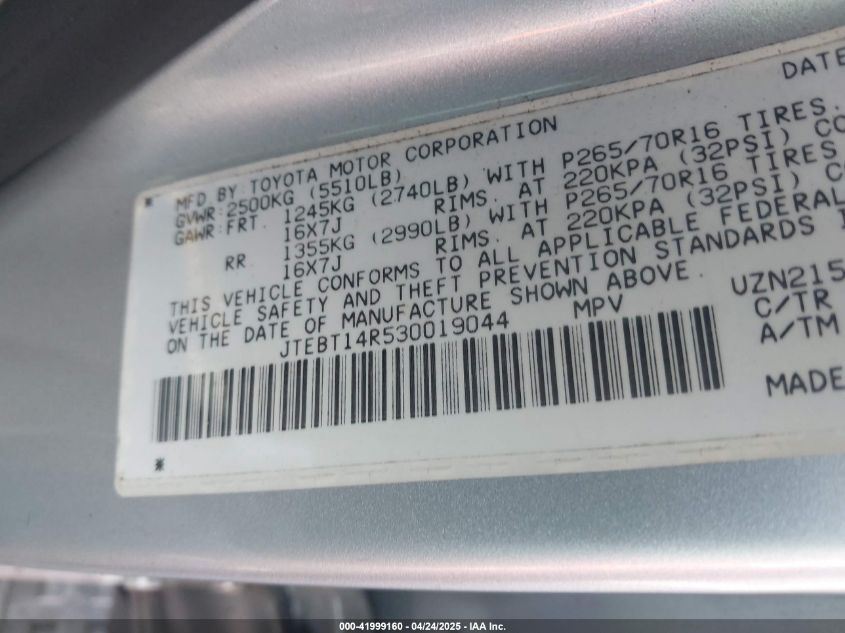 DATE
MFD. BY: TOYOTA MOTOR CORPORATION
GVWR: 2500KG (5510LB)
GAWR: FRT. 1245KG (2740LB) WITH P265/70R16 TIRES.
16X7J RIMS. AT 220KPA (32PSI) CO
RR. 1355KG (2990LB) WITH P265/70R16 TIRES
16X7J RIMS. AT 220KPA (32PSI) C
THIS VEHICLE CONFORMS TO ALL APPLICABLE FEDERAL
VEHICLE SAFETY AND THEFT PREVENTION STANDARDS I
ON THE DATE OF MANUFACTURE SHOWN ABOVE.
JTEBT14R530019044 MPV
UZN215
C/TR
A/TM
MADE
000-41999160 - 04/24/2025 - IAA Inc.